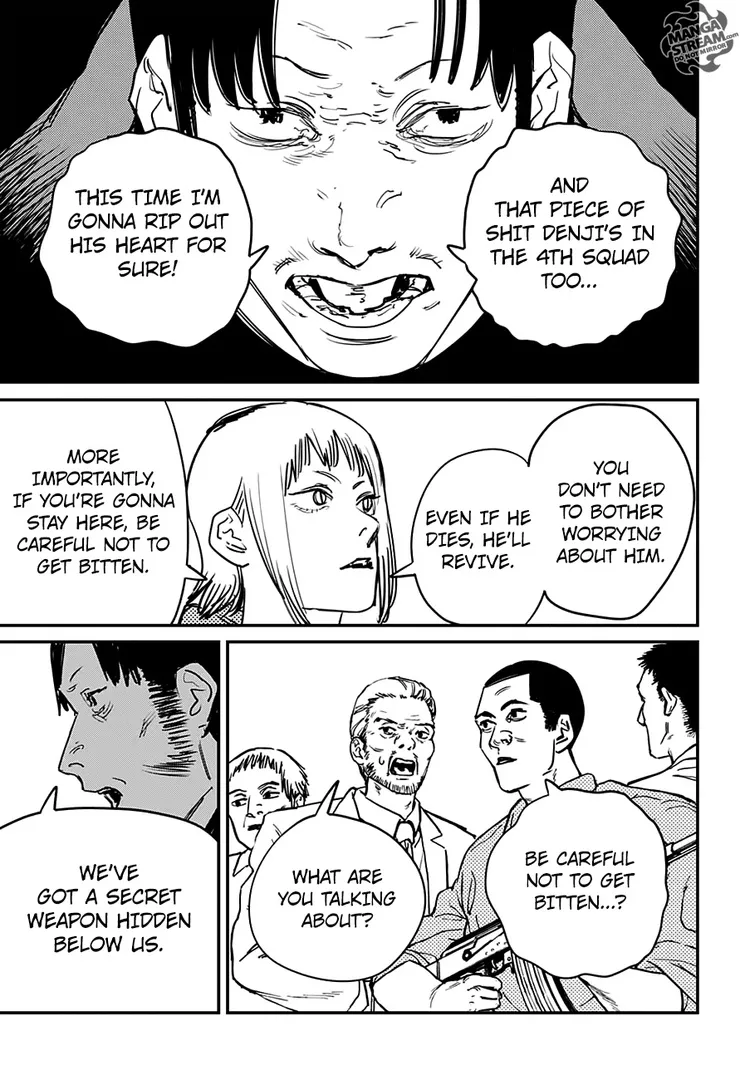 MANGA
STREAM.com
DO NOT MIRROR
AND
THAT PIECE OF
SHIT DENJI'S IN
THE 4TH SQUAD
TOO...
THIS TIME I'M
GONNA RIP OUT
HIS HEART FOR
SURE!
YOU
DON'T NEED
TO BOTHER
WORRYING
ABOUT HIM.
EVEN IF HE
DIES, HE'LL
REVIVE.
MORE
IMPORTANTLY,
IF YOU'RE GONNA
STAY HERE, BE
CAREFUL NOT TO
GET BITTEN.
BE CAREFUL
NOT TO GET
BITTEN...?
WHAT ARE
YOU TALKING
ABOUT?
WE'VE
GOT A SECRET
WEAPON HIDDEN
BELOW US.